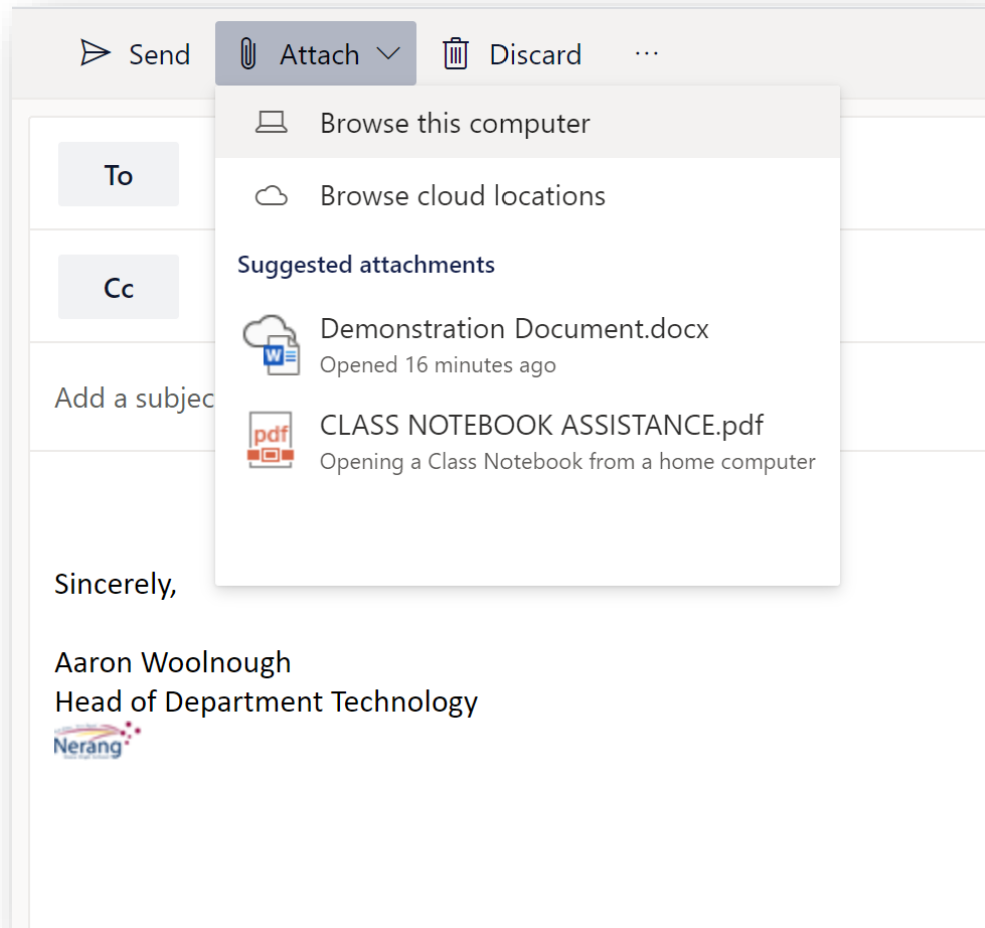 Send Attach Discard ...
Browse this computer
To
Browse cloud locations
Suggested attachments
Cc
Demonstration Document.docx
Opened 16 minutes ago
Add a subjec
CLASS NOTEBOOK ASSISTANCE.pdf
Opening a Class Notebook from a home computer
Sincerely,
Aaron Woolnough
Head of Department Technology
Nerang